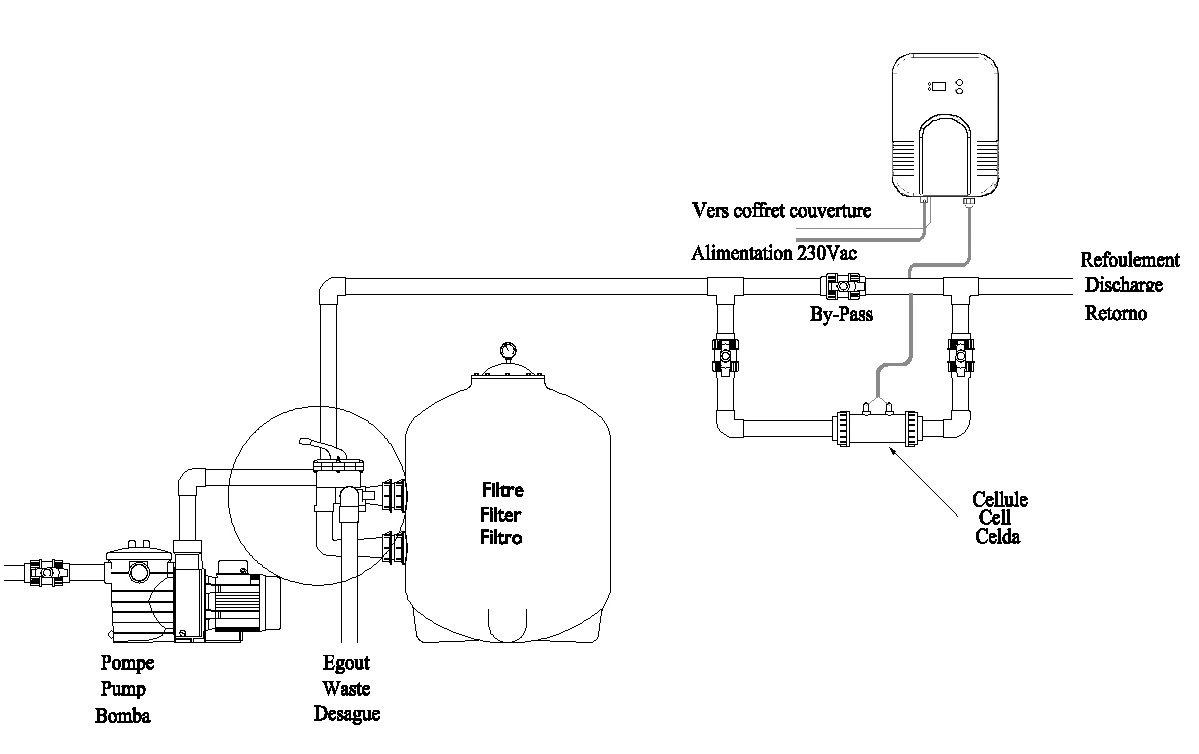 Vers coffret couverture
Alimentation 230Vac
Refoulement
Discharge
Retorno
By-Pass
Filtre
Filter
Filtro
Cellule
Cell
Celda
Pompe
Pump
Bomba
Egout
Waste
Desague